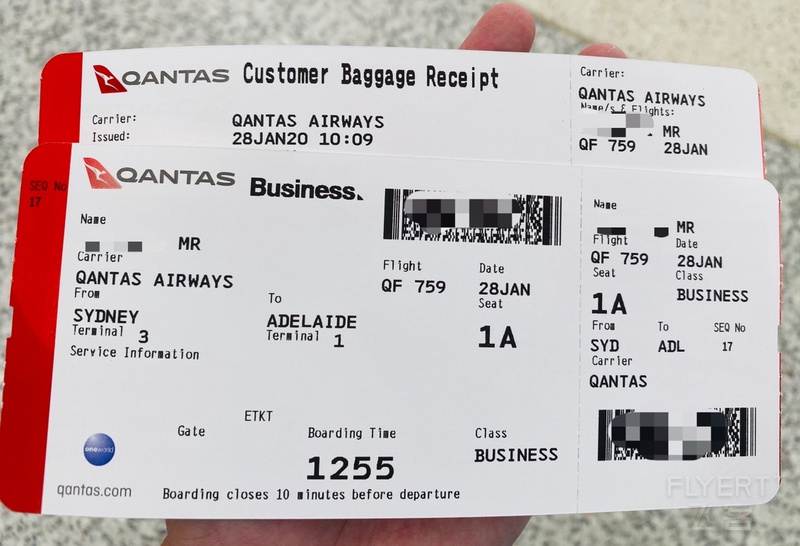 QANTAS Customer Baggage Receipt
Carrier: QANTAS AIRWAYS
Issued: 28JAN20 10:09
Carrier:
QANTAS AIRWAYS
Name/s & Flights:
MR
QF 759 28JAN
SEQ No
17
QANTAS Business.
Name
MR
Carrier
QANTAS AIRWAYS
Flight Date
QF 759 28JAN
From To Seat
SYDNEY ADELAIDE 1A
Terminal 3 Terminal 1
Service Information
ETKT
Gate Boarding Time Class
1255 BUSINESS
oneworld
qantas.com Boarding closes 10 minutes before departure
Name
MR
Flight Date
QF 759 28JAN
Seat Class
1A BUSINESS
From To SEQ No
SYD ADL 17
Carrier
QANTAS
FLYERT